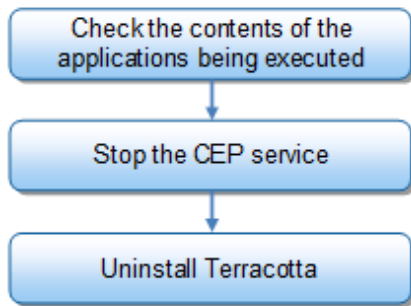 Check the contents of the
applications being executed
Stop the CEP service
Uninstall Terracotta